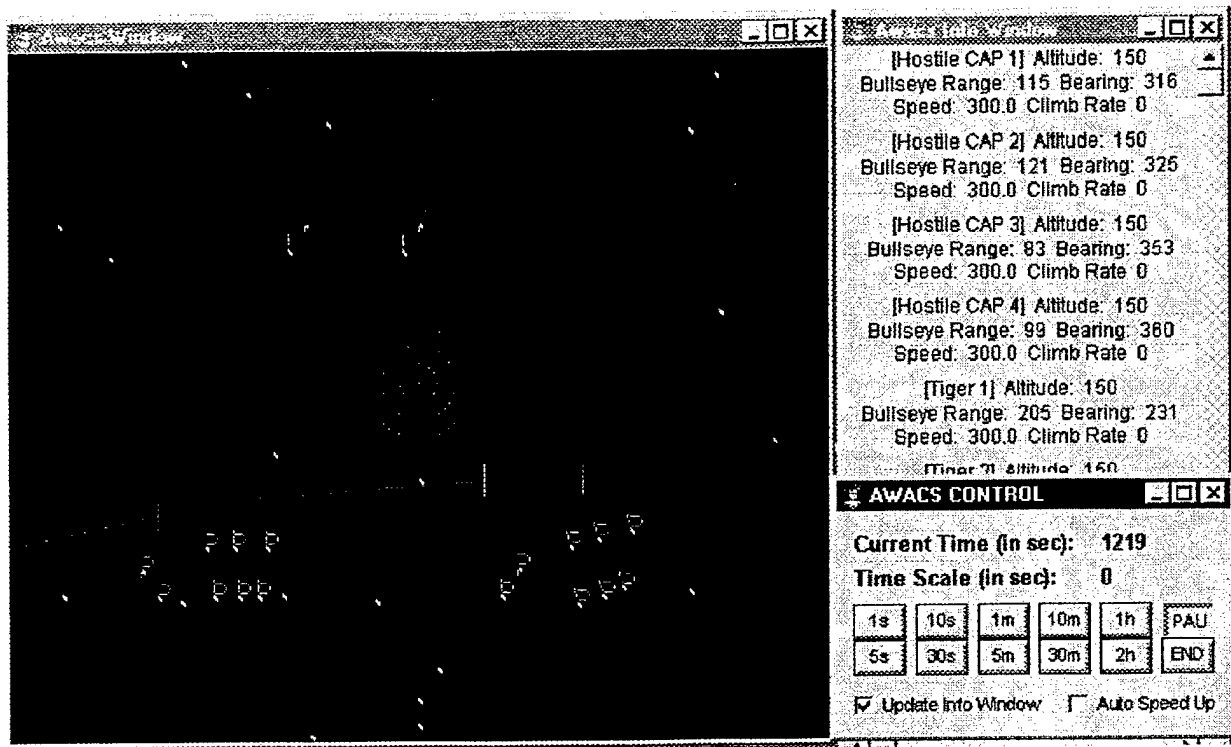 Awacs Window
Awacs Info Window
[Hostile CAP 1] Altitude: 150
Bullseye Range: 115 Bearing: 316
Speed: 300.0 Climb Rate 0
[Hostile CAP 2] Altitude: 150
Bullseye Range: 121 Bearing: 325
Speed: 300.0 Climb Rate 0
[Hostile CAP 3] Altitude: 150
Bullseye Range: 83 Bearing: 353
Speed: 300.0 Climb Rate 0
[Hostile CAP 4] Altitude: 150
Bullseye Range: 99 Bearing: 360
Speed: 300.0 Climb Rate 0
[Tiger 1] Altitude: 150
Bullseye Range: 205 Bearing: 231
Speed: 300.0 Climb Rate 0
[Tiger 2] Altitude: 150
AWACS CONTROL
Current Time (in sec): 1219
Time Scale (in sec): 0
1s 10s 1m 10m 1h PAU
5s 30s 5m 30m 2h END
Update Info Window Auto Speed Up